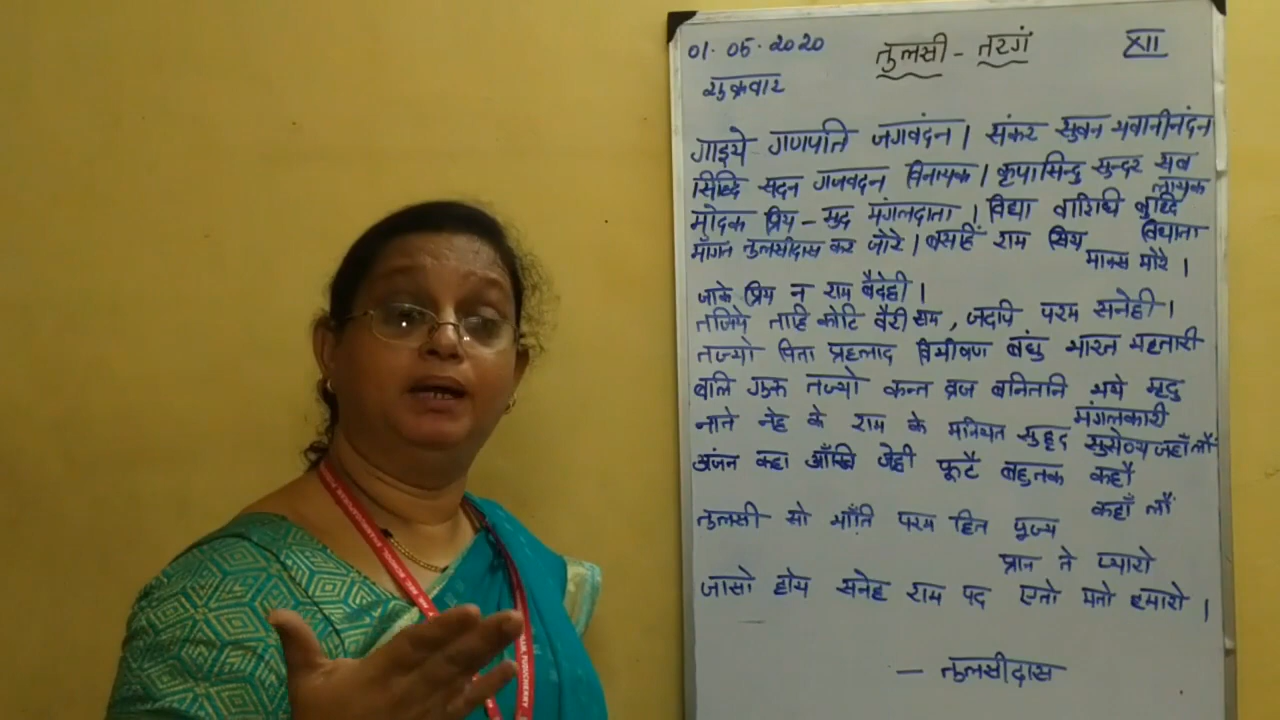 01. 05. 2020
तुलसी - तरगं
XII
शुक्रवार
गाइये गणपति जगवंदन । संकर सुवन भवानीनंदन
सिध्दि सदन गजवदन विनायक । कृपासिन्दु सुन्दर सब लायक
मोदक प्रिय - मुद मंगलदाता । विद्या वारिधि बुध्दि विधाता
माँगत तुलसीदास कर जोरे । बसहिं राम सिय मानस मोरे ।
जाके प्रिय न राम वैदेही ।
तजिये ताहि कोटि वैरी सम, जदपि परम सनेही ।
तज्यो पिता प्रहलाद विभीषण बंधु भारत महतारी
बलि गुरू तज्यो कन्त व्रज बनितनि भये मृदु मंगलकारी
नाते नेह के राम के मनियत सुहृद सुसेव्य जहाँ लौं
अंजन कहा आँखि जेही फूटै बहुतक कहौ कहाँ लौं
तुलसी सो भाँति परम हित पूज्य
प्रान ते प्यारो
जासो होय सनेह राम पद एतो मतो हमारो ।
— तुलसीदास